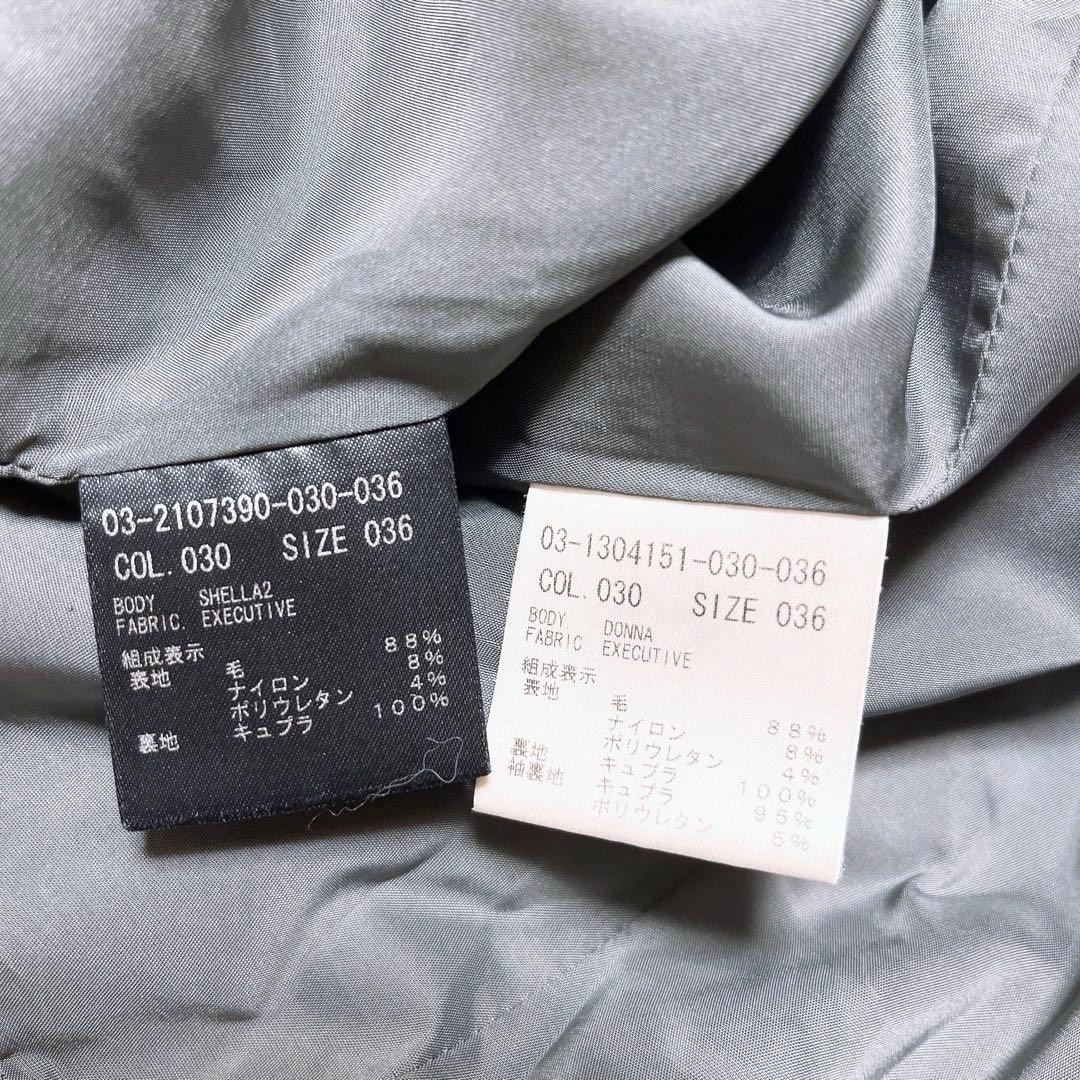 03-2107390-030-036
COL. 030 SIZE 036
BODY SHELLA2
FABRIC. EXECUTIVE
組成表示
表地 毛 88%
ナイロン 8%
ポリウレタン 4%
裏地 キュプラ 100%
03-1304151-030-036
COL. 030 SIZE 036
BODY. DONNA
FABRIC EXECUTIVE
組成表示
表地 毛 88%
ナイロン 8%
ポリウレタン 4%
裏地 キュプラ 100%
袖裏地 キュプラ 95%
ポリウレタン 5%